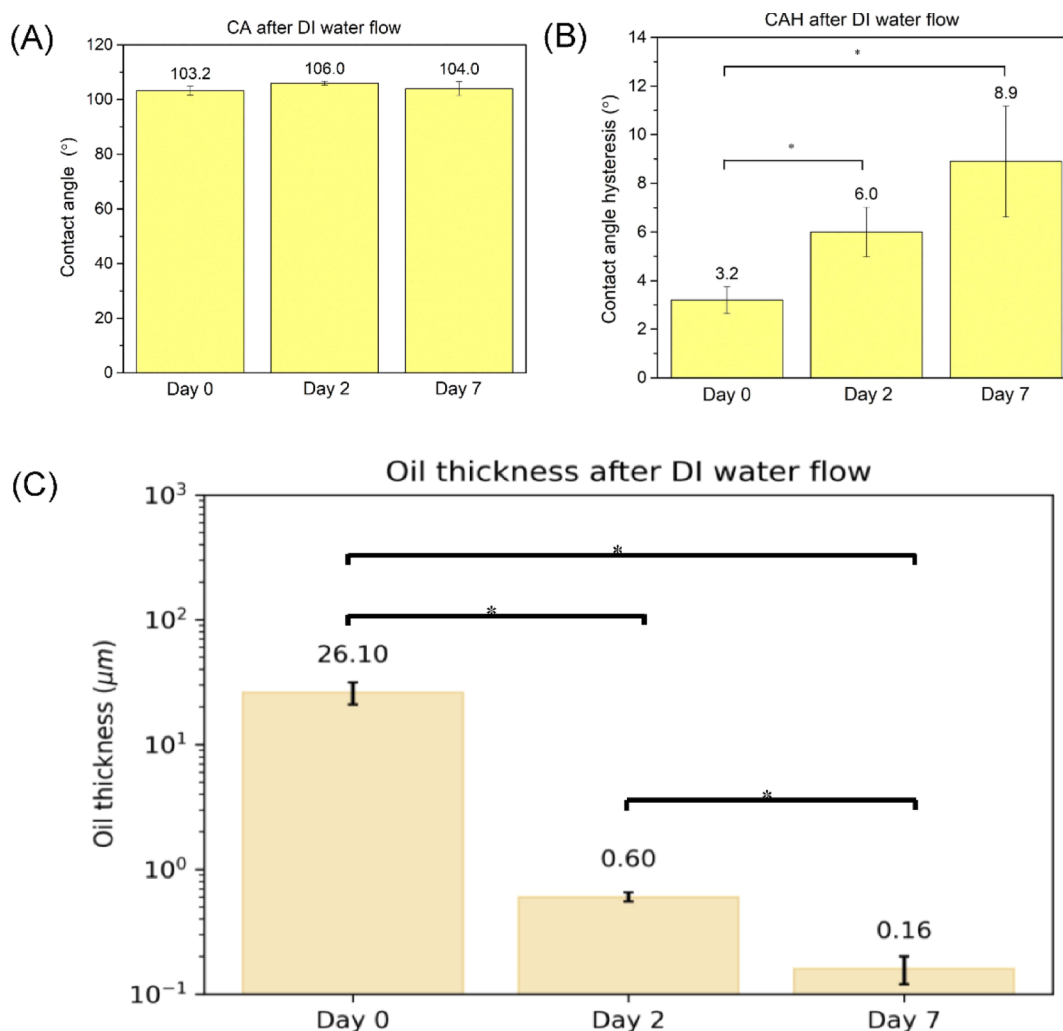 (A)
CA after DI water flow
Contact angle (°)
120
100
80
60
40
20
0
103.2
106.0
104.0
Day 0
Day 2
Day 7
(B)
CAH after DI water flow
Contact angle hysteresis (°)
14
12
10
8
6
4
2
0
*
*
3.2
6.0
8.9
Day 0
Day 2
Day 7
(C)
Oil thickness after DI water flow
Oil thickness (μm)
10³
10²
10¹
10⁰
10⁻¹
*
*
*
26.10
0.60
0.16
Day 0
Day 2
Day 7